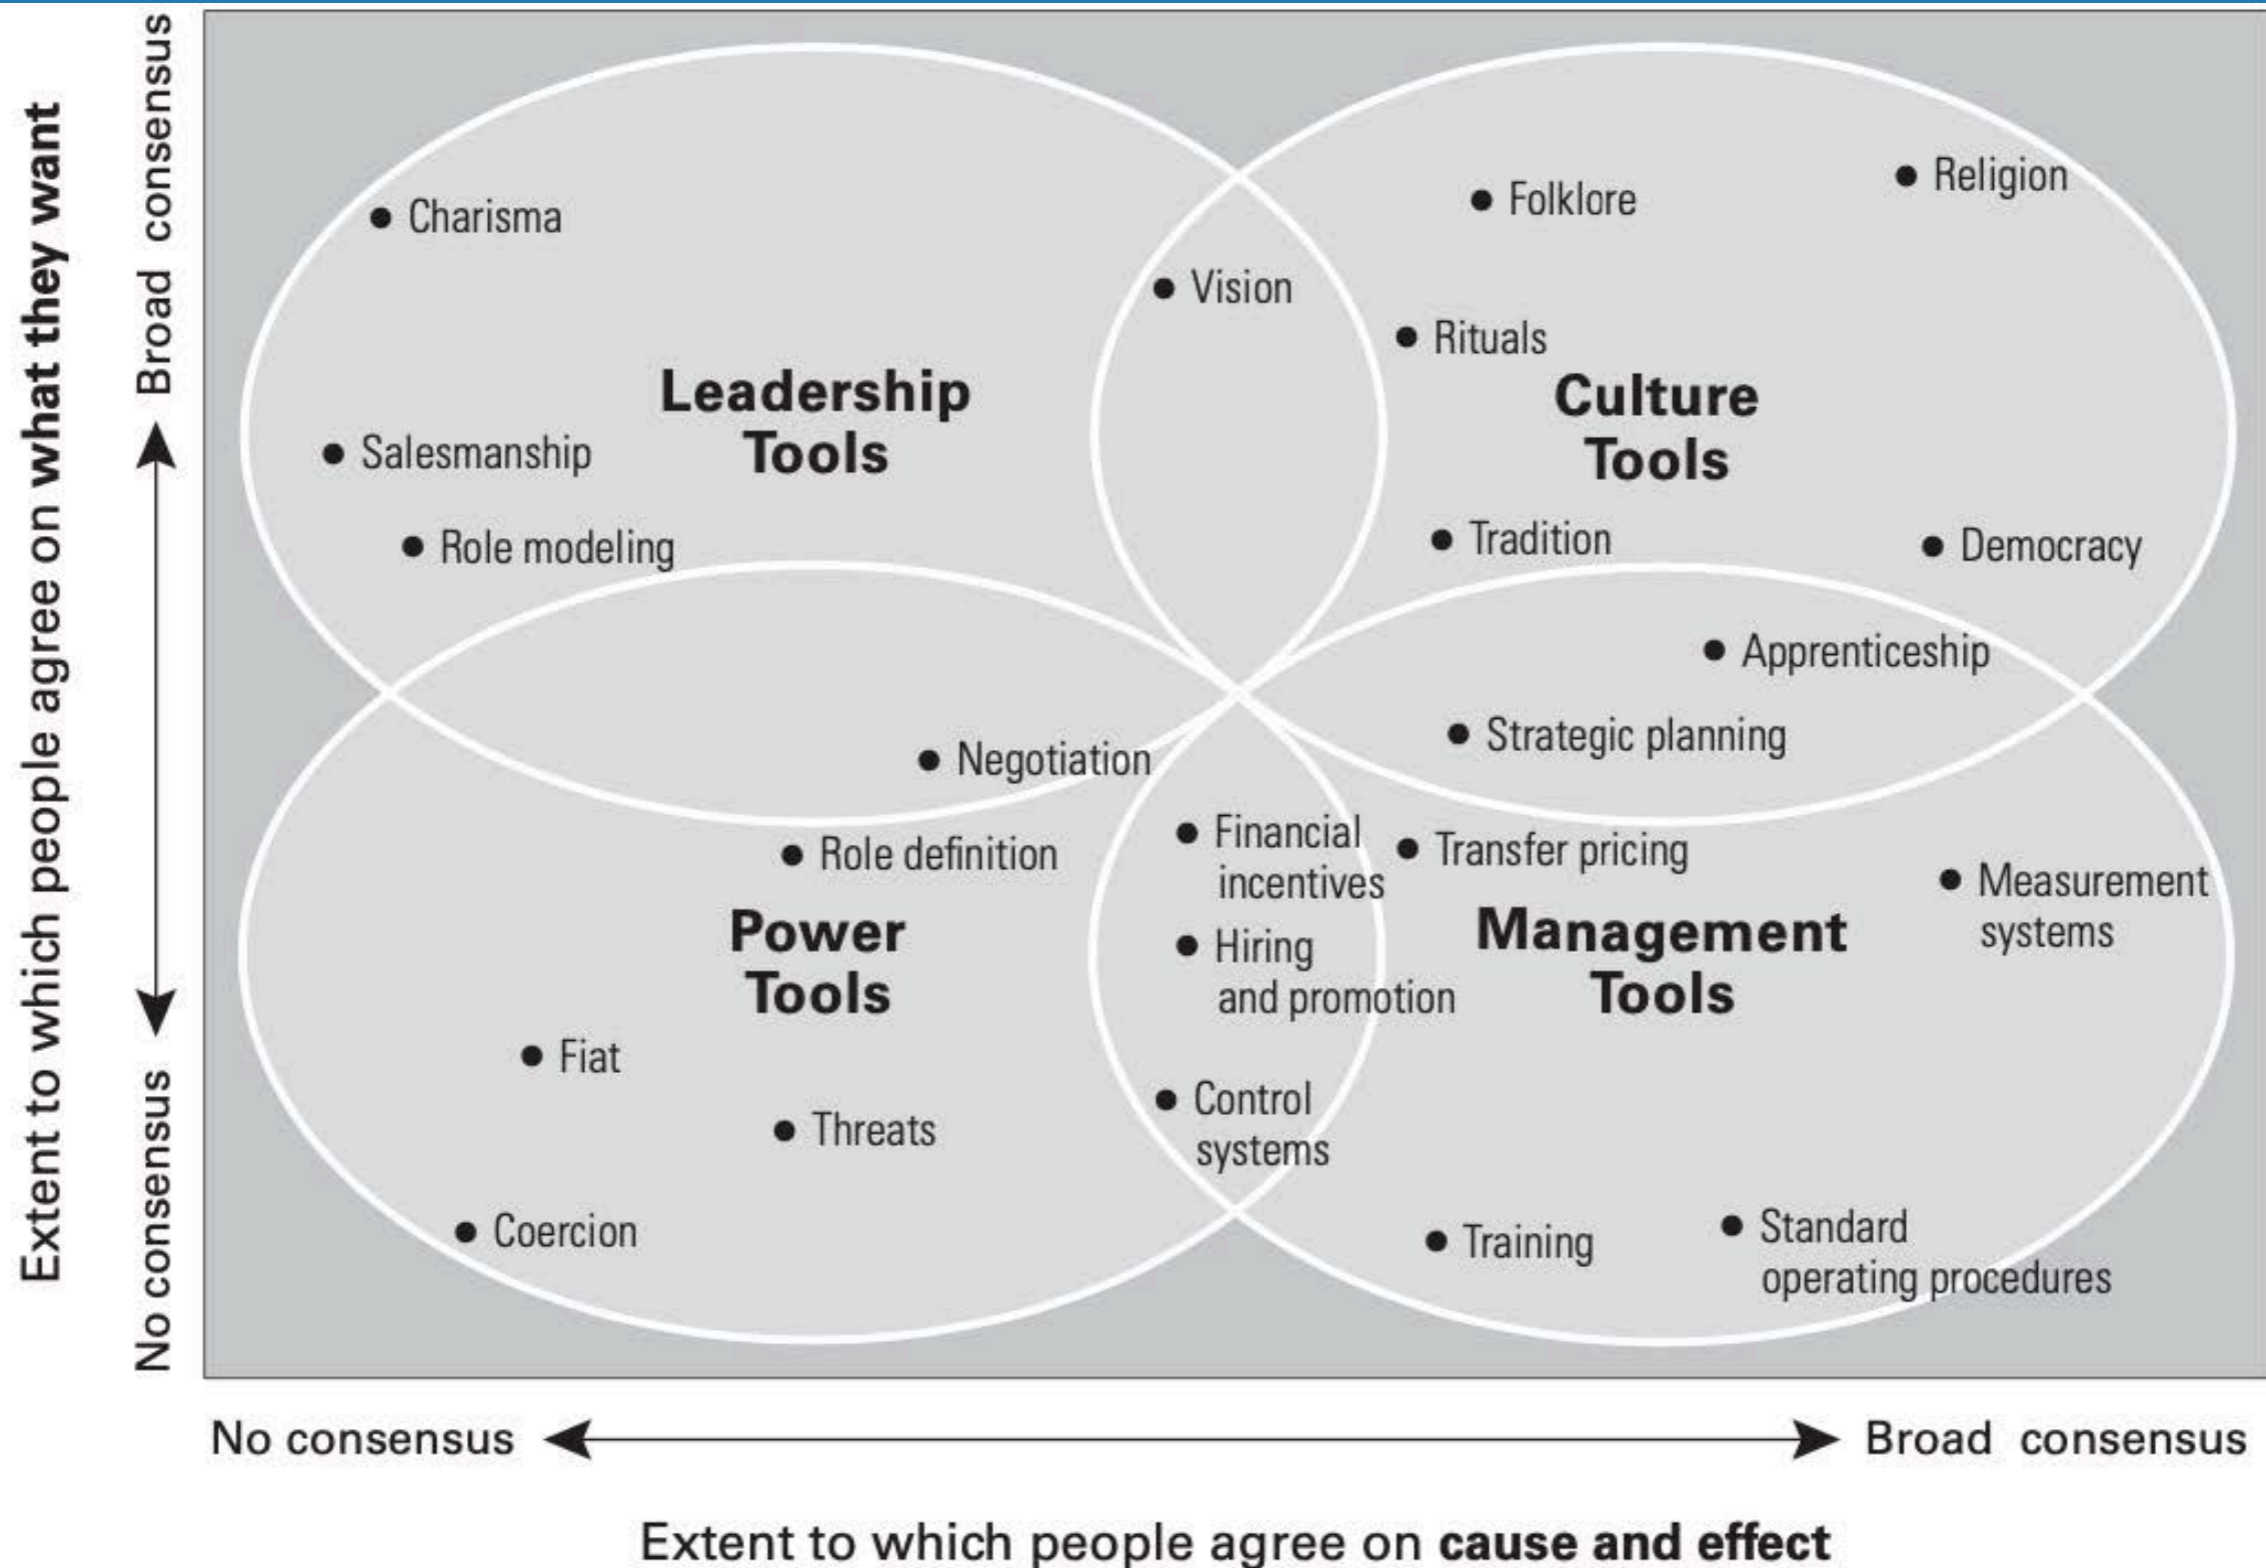 Extent to which people agree on what they want
Broad consensus
No consensus
Charisma
Folklore
Religion
Vision
Rituals
Leadership
Tools
Culture
Tools
Salesmanship
Role modeling
Tradition
Democracy
Apprenticeship
Strategic planning
Negotiation
Role definition
Financial
incentives
Transfer pricing
Measurement
systems
Power
Tools
Hiring
and promotion
Management
Tools
Fiat
Threats
Control
systems
Coercion
Training
Standard
operating procedures
No consensus
Broad consensus
Extent to which people agree on cause and effect